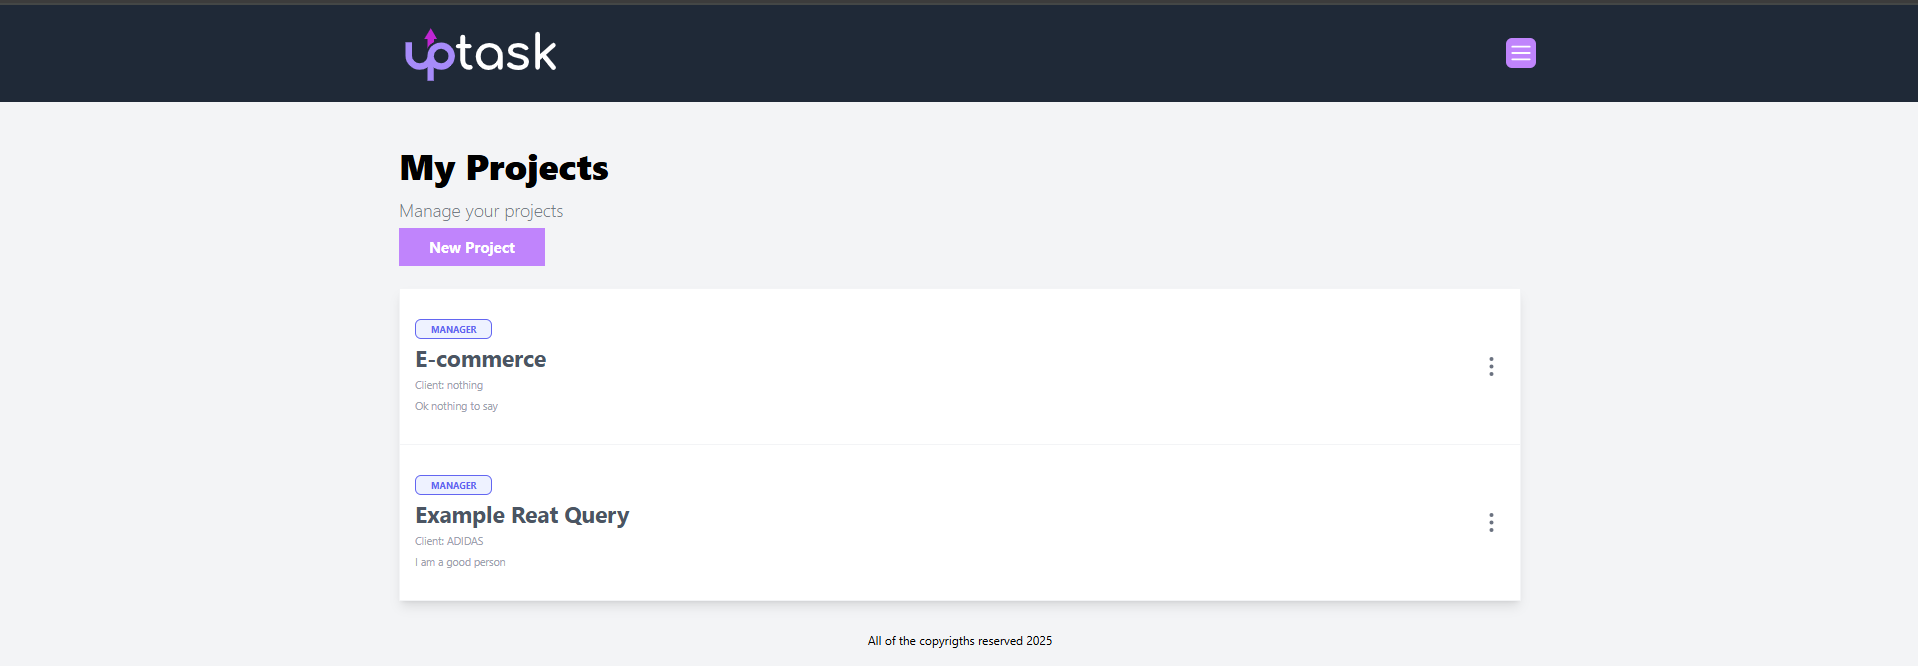 uptask
My Projects
Manage your projects
New Project
MANAGER
E-commerce
Client: nothing
Ok nothing to say
MANAGER
Example Reat Query
Client: ADIDAS
I am a good person
All of the copyrigths reserved 2025